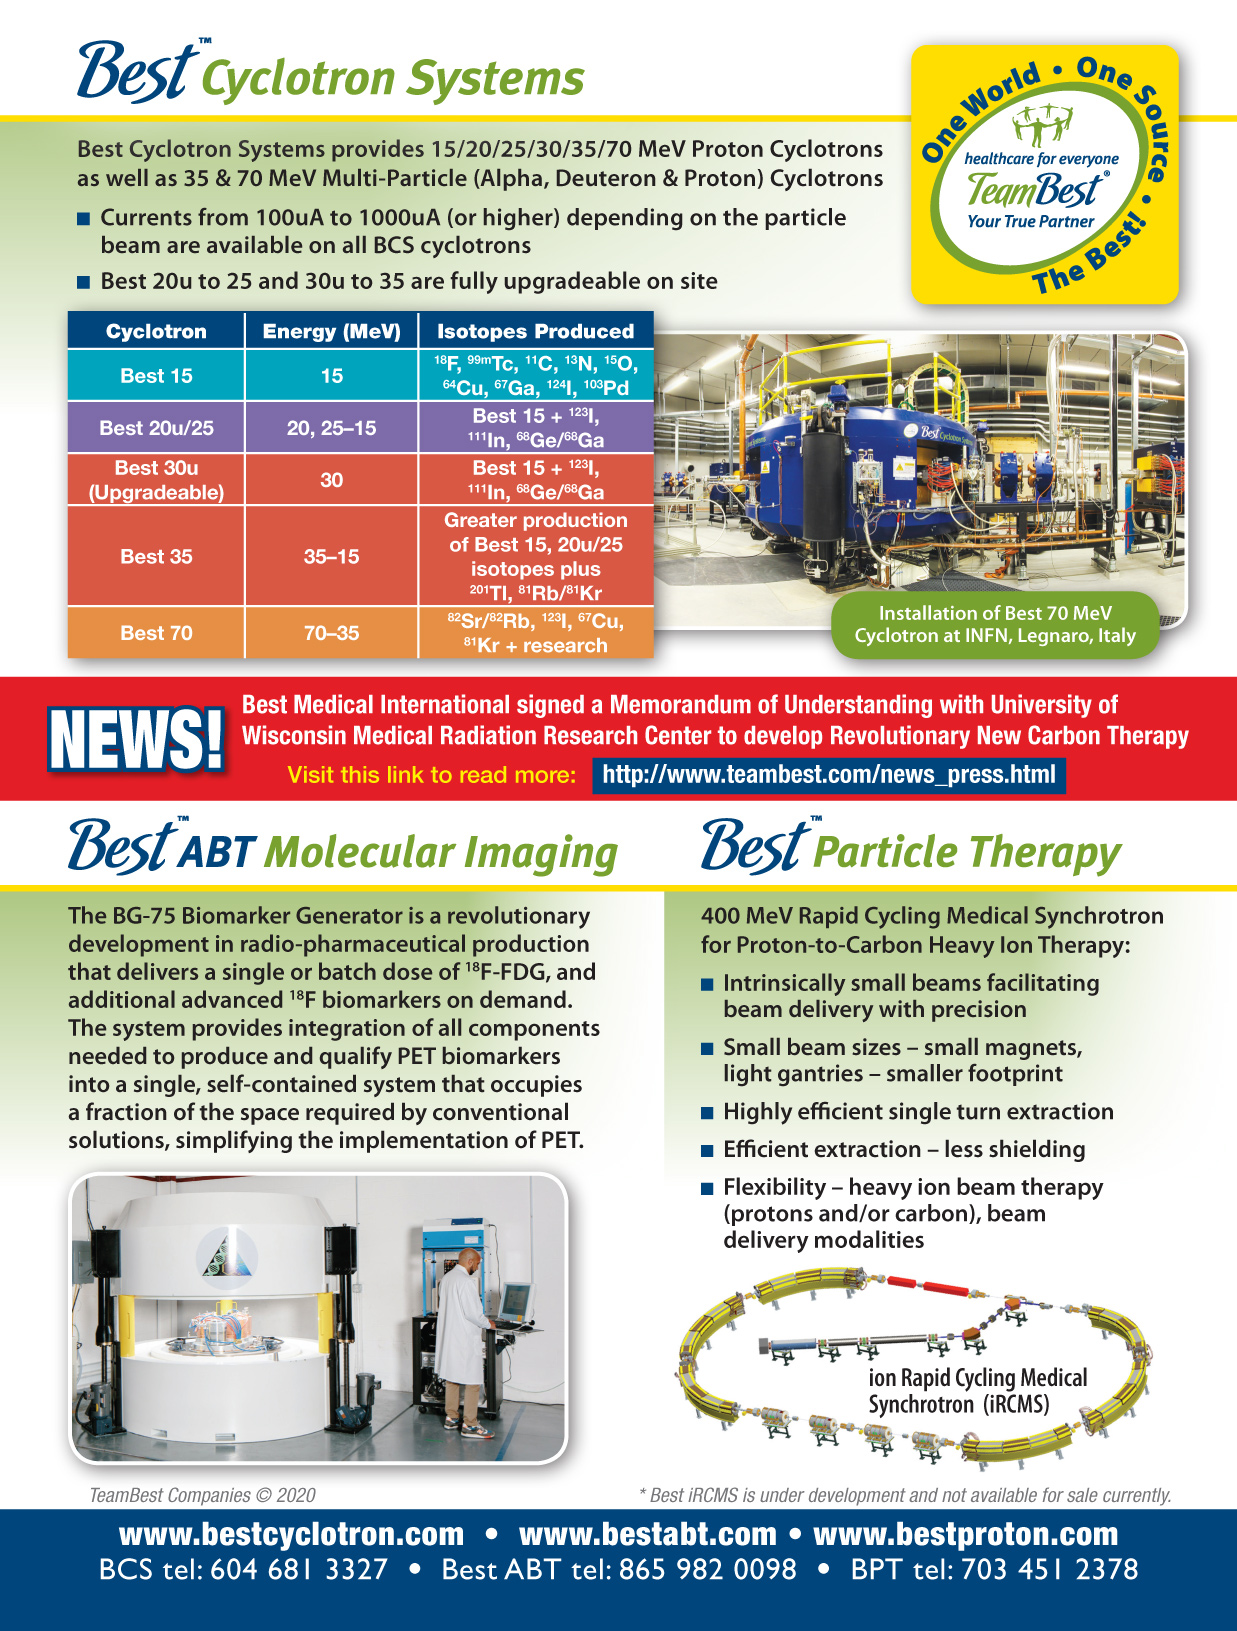 Best™ Cyclotron Systems
One World • One Source • The Best!
healthcare for everyone
TeamBest®
Your True Partner
Best Cyclotron Systems provides 15/20/25/30/35/70 MeV Proton Cyclotrons
as well as 35 & 70 MeV Multi-Particle (Alpha, Deuteron & Proton) Cyclotrons
■ Currents from 100uA to 1000uA (or higher) depending on the particle
beam are available on all BCS cyclotrons
■ Best 20u to 25 and 30u to 35 are fully upgradeable on site
Cyclotron Energy (MeV) Isotopes Produced
Best 15 15 ¹⁸F, ⁹⁹ᵐTc, ¹¹C, ¹³N, ¹⁵O,
⁶⁴Cu, ⁶⁷Ga, ¹²⁴I, ¹⁰³Pd
Best 20u/25 20, 25–15 Best 15 + ¹²³I,
¹¹¹In, ⁶⁸Ge/⁶⁸Ga
Best 30u
(Upgradeable) 30 Best 15 + ¹²³I,
¹¹¹In, ⁶⁸Ge/⁶⁸Ga
Best 35 35–15 Greater production
of Best 15, 20u/25
isotopes plus
²⁰¹Tl, ⁸¹Rb/⁸¹Kr
Best 70 70–35 ⁸²Sr/⁸²Rb, ¹²³I, ⁶⁷Cu,
⁸¹Kr + research
Best Cyclotron Systems
Installation of Best 70 MeV
Cyclotron at INFN, Legnaro, Italy
NEWS!
Best Medical International signed a Memorandum of Understanding with University of
Wisconsin Medical Radiation Research Center to develop Revolutionary New Carbon Therapy
Visit this link to read more: http://www.teambest.com/news_press.html
Best™ ABT Molecular Imaging
The BG-75 Biomarker Generator is a revolutionary
development in radio-pharmaceutical production
that delivers a single or batch dose of ¹⁸F-FDG, and
additional advanced ¹⁸F biomarkers on demand.
The system provides integration of all components
needed to produce and qualify PET biomarkers
into a single, self-contained system that occupies
a fraction of the space required by conventional
solutions, simplifying the implementation of PET.
Best™ Particle Therapy
400 MeV Rapid Cycling Medical Synchrotron
for Proton-to-Carbon Heavy Ion Therapy:
■ Intrinsically small beams facilitating
beam delivery with precision
■ Small beam sizes – small magnets,
light gantries – smaller footprint
■ Highly efficient single turn extraction
■ Efficient extraction – less shielding
■ Flexibility – heavy ion beam therapy
(protons and/or carbon), beam
delivery modalities
ion Rapid Cycling Medical
Synchrotron (iRCMS)
TeamBest Companies © 2020
* Best iRCMS is under development and not available for sale currently.
www.bestcyclotron.com • www.bestabt.com • www.bestproton.com
BCS tel: 604 681 3327 • Best ABT tel: 865 982 0098 • BPT tel: 703 451 2378